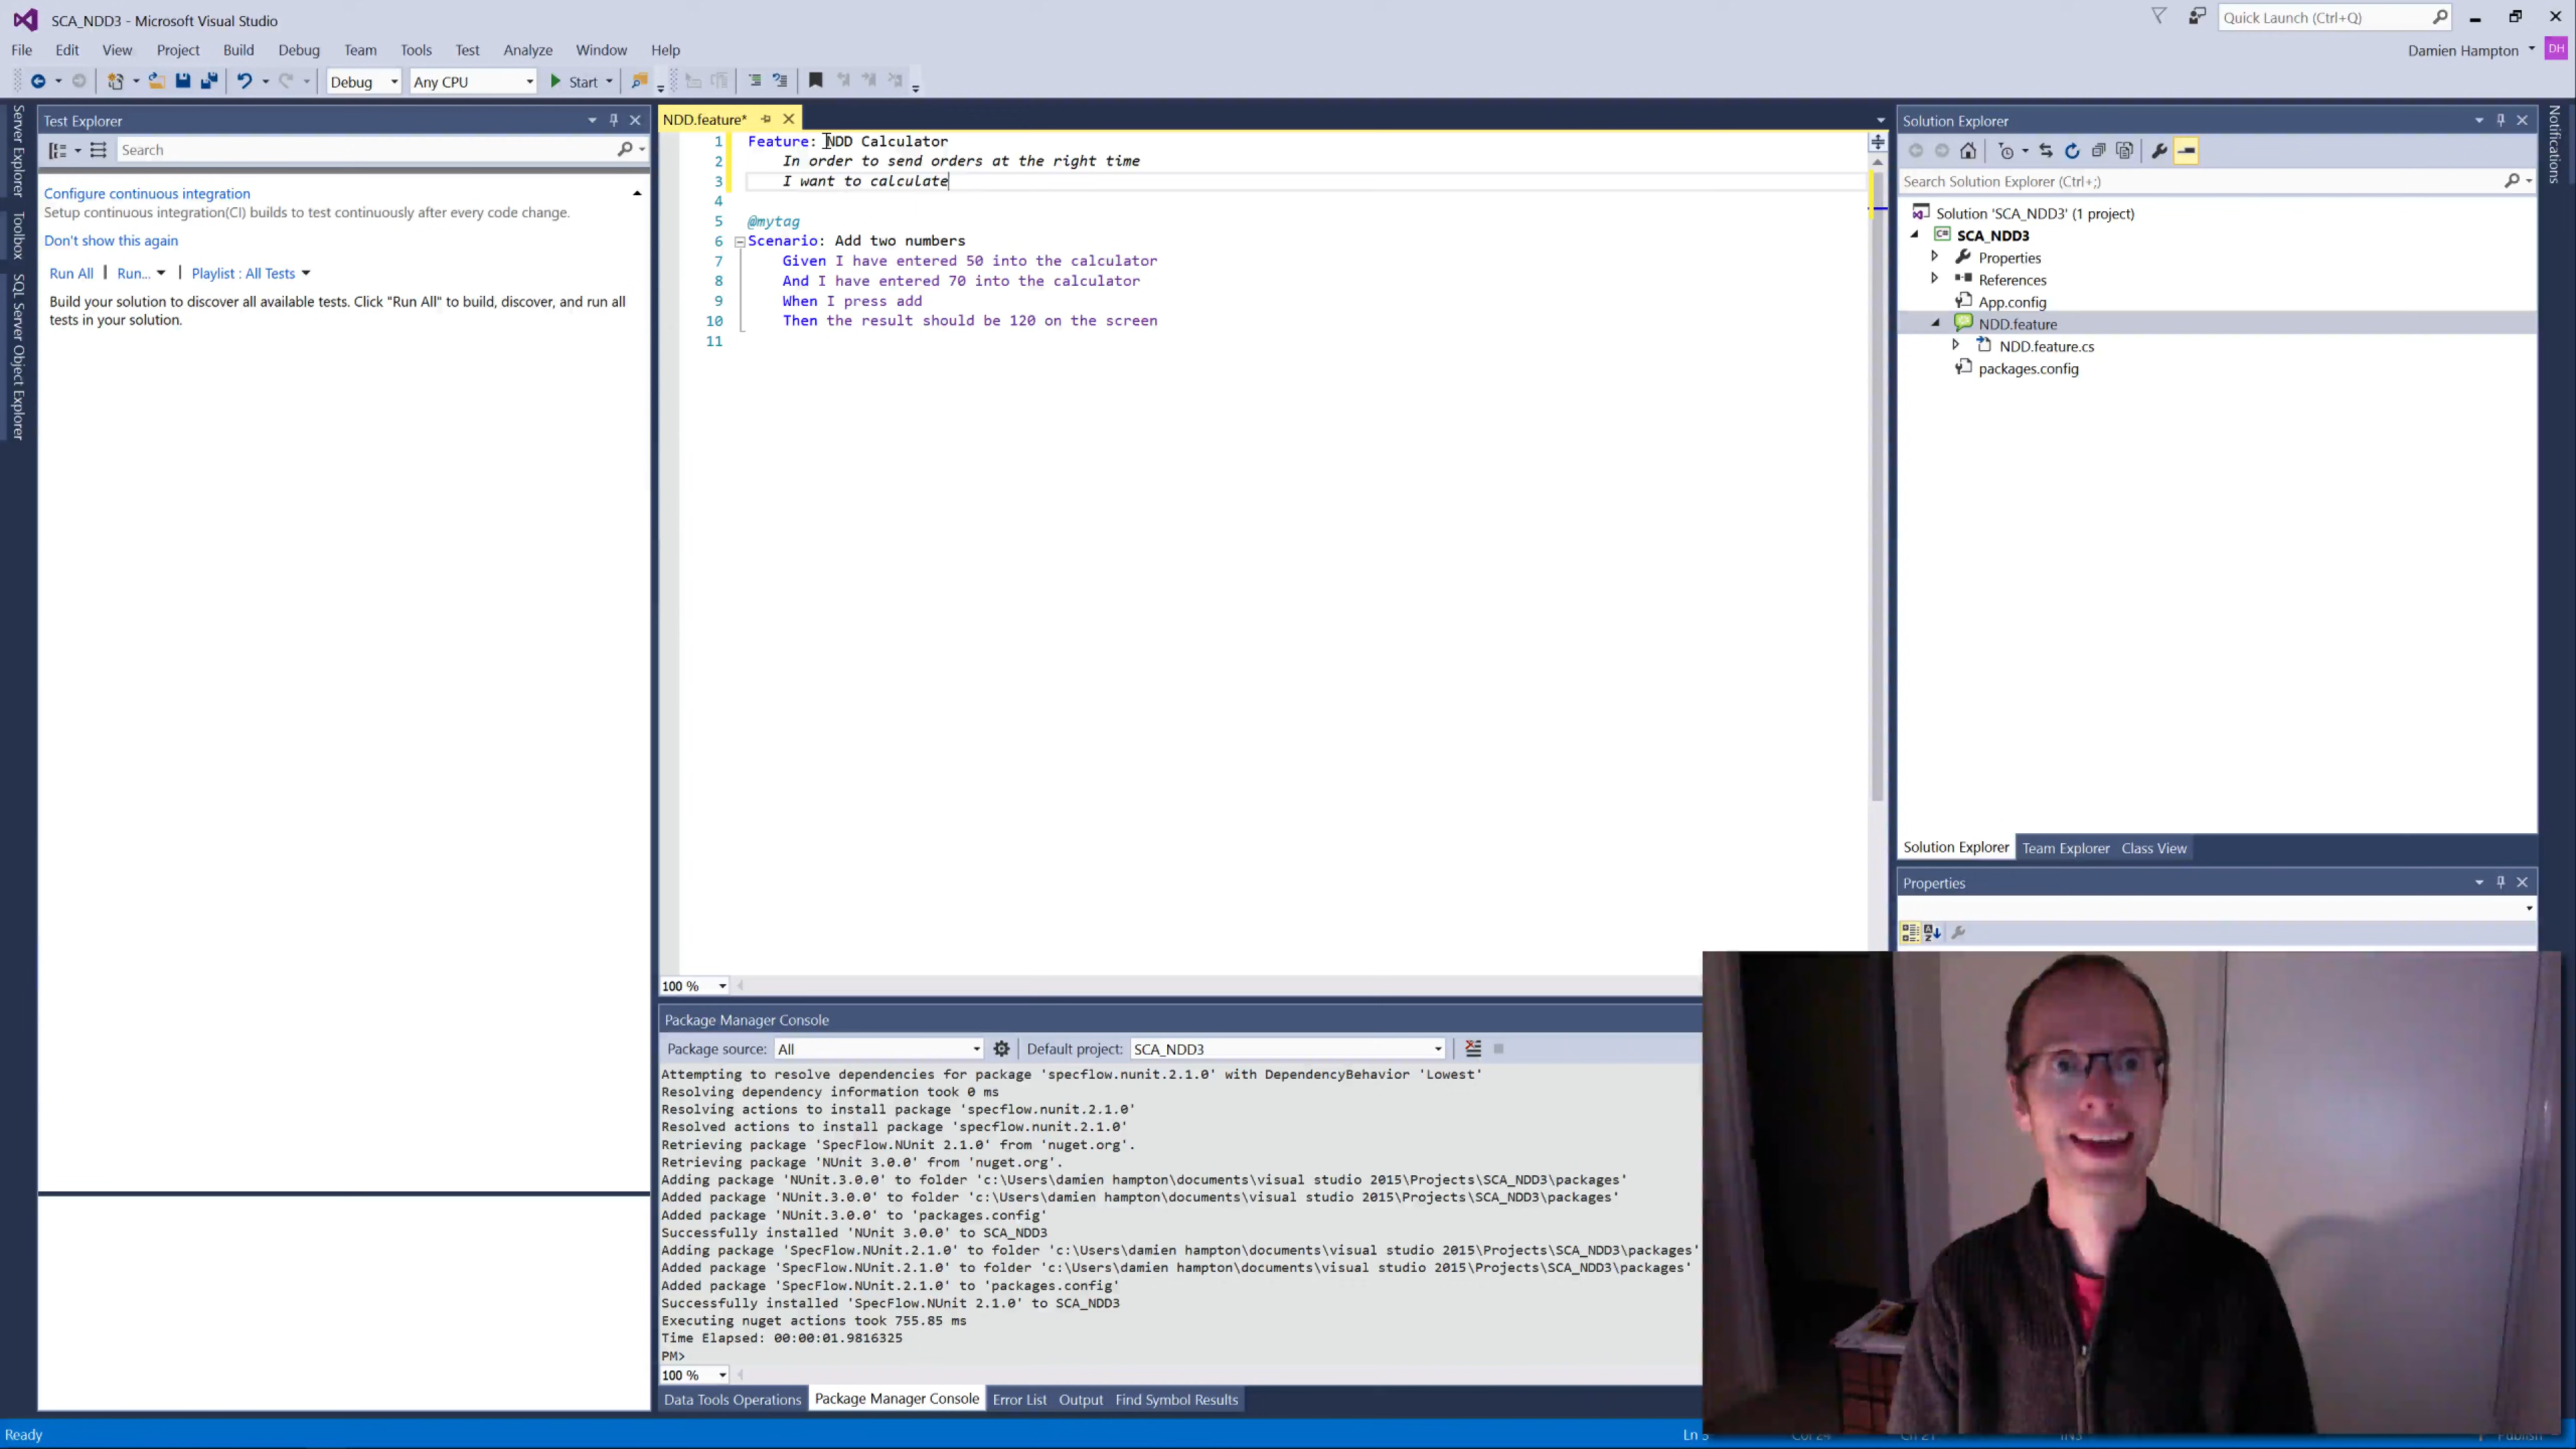 SCA_NDD3 - Microsoft Visual Studio
Quick Launch (Ctrl+Q)
File Edit View Project Build Debug Team Tools Test Analyze Window Help
Damien Hampton DH
Debug Any CPU Start
Server Explorer
Toolbox
SQL Server Object Explorer
Test Explorer
Search
Configure continuous integration
Setup continuous integration(CI) builds to test continuously after every code change.
Don't show this again
Run All | Run... | Playlist : All Tests
Build your solution to discover all available tests. Click "Run All" to build, discover, and run all
tests in your solution.
NDD.feature*
1 Feature: NDD Calculator
2 In order to send orders at the right time
3 I want to calculate
4
5 @mytag
6 Scenario: Add two numbers
7 Given I have entered 50 into the calculator
8 And I have entered 70 into the calculator
9 When I press add
10 Then the result should be 120 on the screen
11
100 %
Package Manager Console
Package source: All Default project: SCA_NDD3
Attempting to resolve dependencies for package 'specflow.nunit.2.1.0' with DependencyBehavior 'Lowest'
Resolving dependency information took 0 ms
Resolving actions to install package 'specflow.nunit.2.1.0'
Resolved actions to install package 'specflow.nunit.2.1.0'
Retrieving package 'SpecFlow.NUnit 2.1.0' from 'nuget.org'.
Retrieving package 'NUnit 3.0.0' from 'nuget.org'.
Adding package 'NUnit.3.0.0' to folder 'c:\Users\damien hampton\documents\visual studio 2015\Projects\SCA_NDD3\packages'
Added package 'NUnit.3.0.0' to folder 'c:\Users\damien hampton\documents\visual studio 2015\Projects\SCA_NDD3\packages'
Added package 'NUnit.3.0.0' to 'packages.config'
Successfully installed 'NUnit 3.0.0' to SCA_NDD3
Adding package 'SpecFlow.NUnit.2.1.0' to folder 'c:\Users\damien hampton\documents\visual studio 2015\Projects\SCA_NDD3\packages'
Added package 'SpecFlow.NUnit.2.1.0' to folder 'c:\Users\damien hampton\documents\visual studio 2015\Projects\SCA_NDD3\packages'
Added package 'SpecFlow.NUnit.2.1.0' to 'packages.config'
Successfully installed 'SpecFlow.NUnit 2.1.0' to SCA_NDD3
Executing nuget actions took 755.85 ms
Time Elapsed: 00:00:01.9816325
PM>
100 %
Data Tools Operations Package Manager Console Error List Output Find Symbol Results
Solution Explorer
Search Solution Explorer (Ctrl+;)
Solution 'SCA_NDD3' (1 project)
C# SCA_NDD3
Properties
References
App.config
NDD.feature
NDD.feature.cs
packages.config
Solution Explorer Team Explorer Class View
Properties
Notifications
Ready